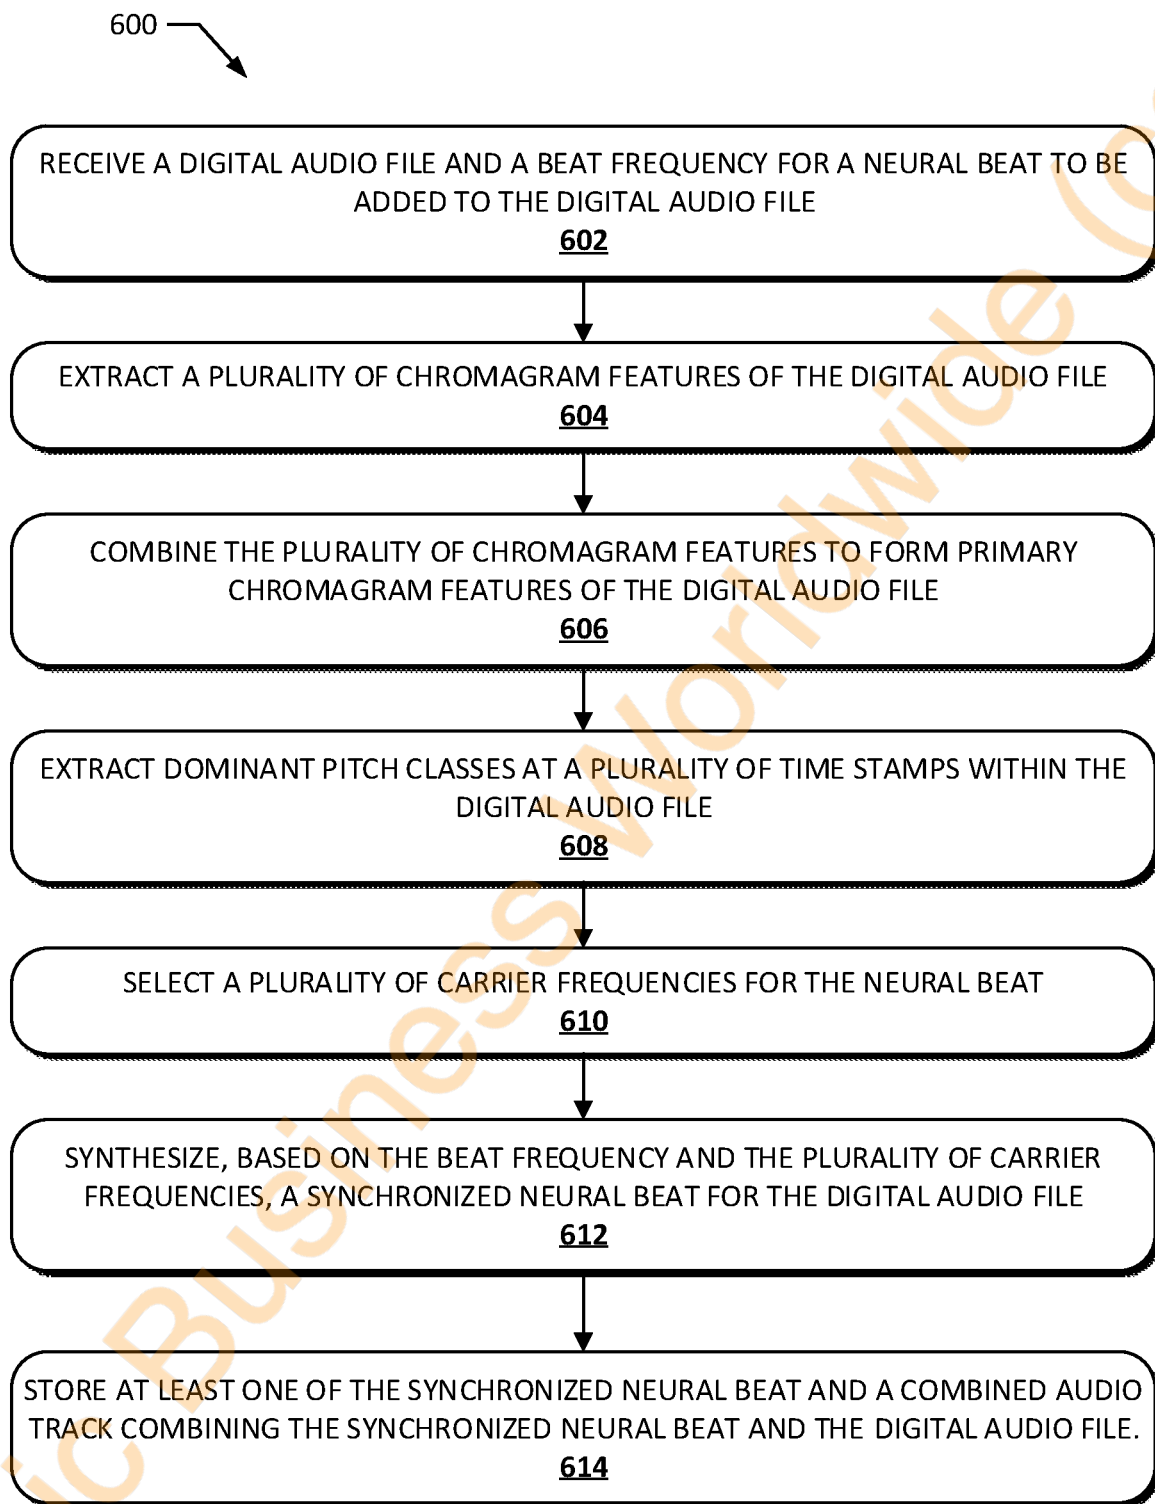 600
RECEIVE A DIGITAL AUDIO FILE AND A BEAT FREQUENCY FOR A NEURAL BEAT TO BE
ADDED TO THE DIGITAL AUDIO FILE
602
EXTRACT A PLURALITY OF CHROMAGRAM FEATURES OF THE DIGITAL AUDIO FILE
604
COMBINE THE PLURALITY OF CHROMAGRAM FEATURES TO FORM PRIMARY
CHROMAGRAM FEATURES OF THE DIGITAL AUDIO FILE
606
EXTRACT DOMINANT PITCH CLASSES AT A PLURALITY OF TIME STAMPS WITHIN THE
DIGITAL AUDIO FILE
608
SELECT A PLURALITY OF CARRIER FREQUENCIES FOR THE NEURAL BEAT
610
SYNTHESIZE, BASED ON THE BEAT FREQUENCY AND THE PLURALITY OF CARRIER
FREQUENCIES, A SYNCHRONIZED NEURAL BEAT FOR THE DIGITAL AUDIO FILE
612
STORE AT LEAST ONE OF THE SYNCHRONIZED NEURAL BEAT AND A COMBINED AUDIO
TRACK COMBINING THE SYNCHRONIZED NEURAL BEAT AND THE DIGITAL AUDIO FILE.
614
Business Worldwide